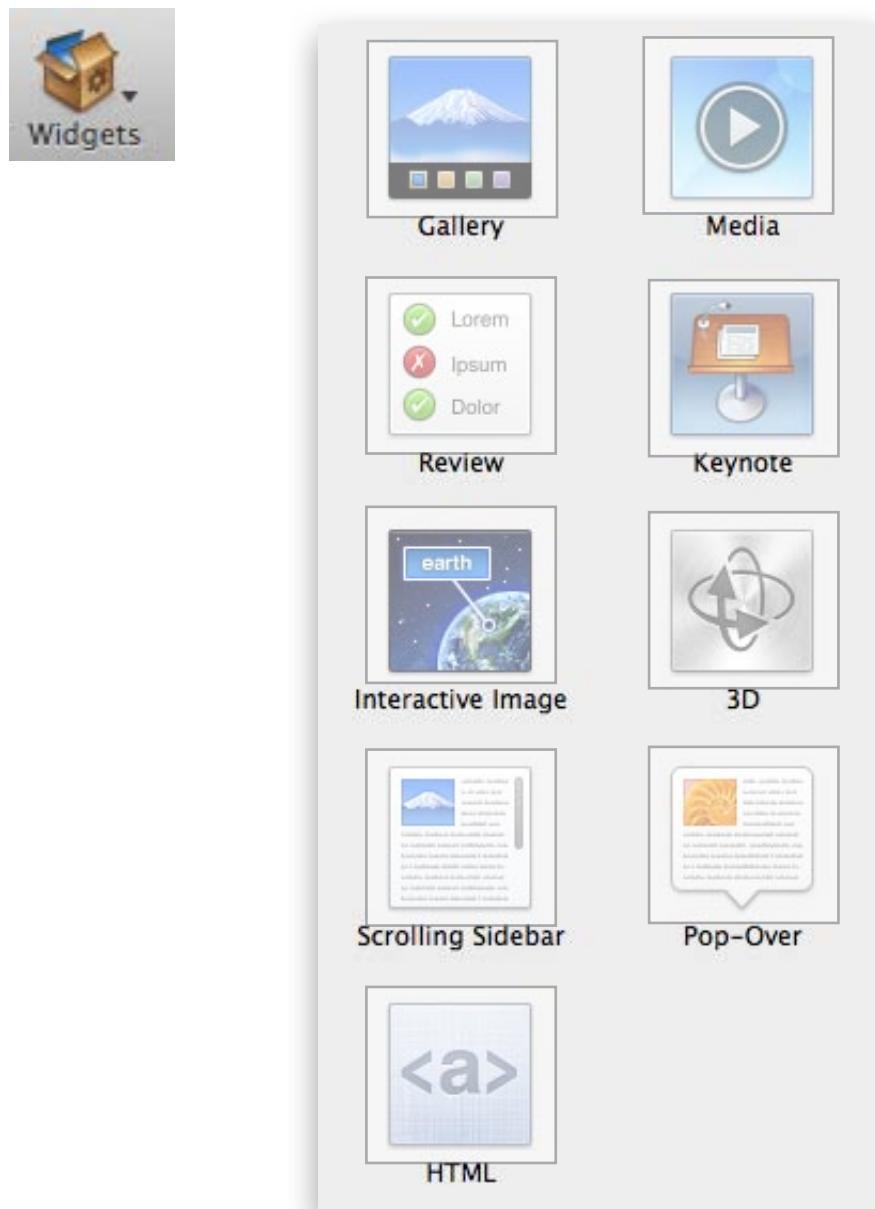 Widgets
Gallery
Media
Lorem
Ipsum
Dolor
Review
Keynote
earth
Interactive Image
3D
Scrolling Sidebar
Pop-Over
<a>
HTML